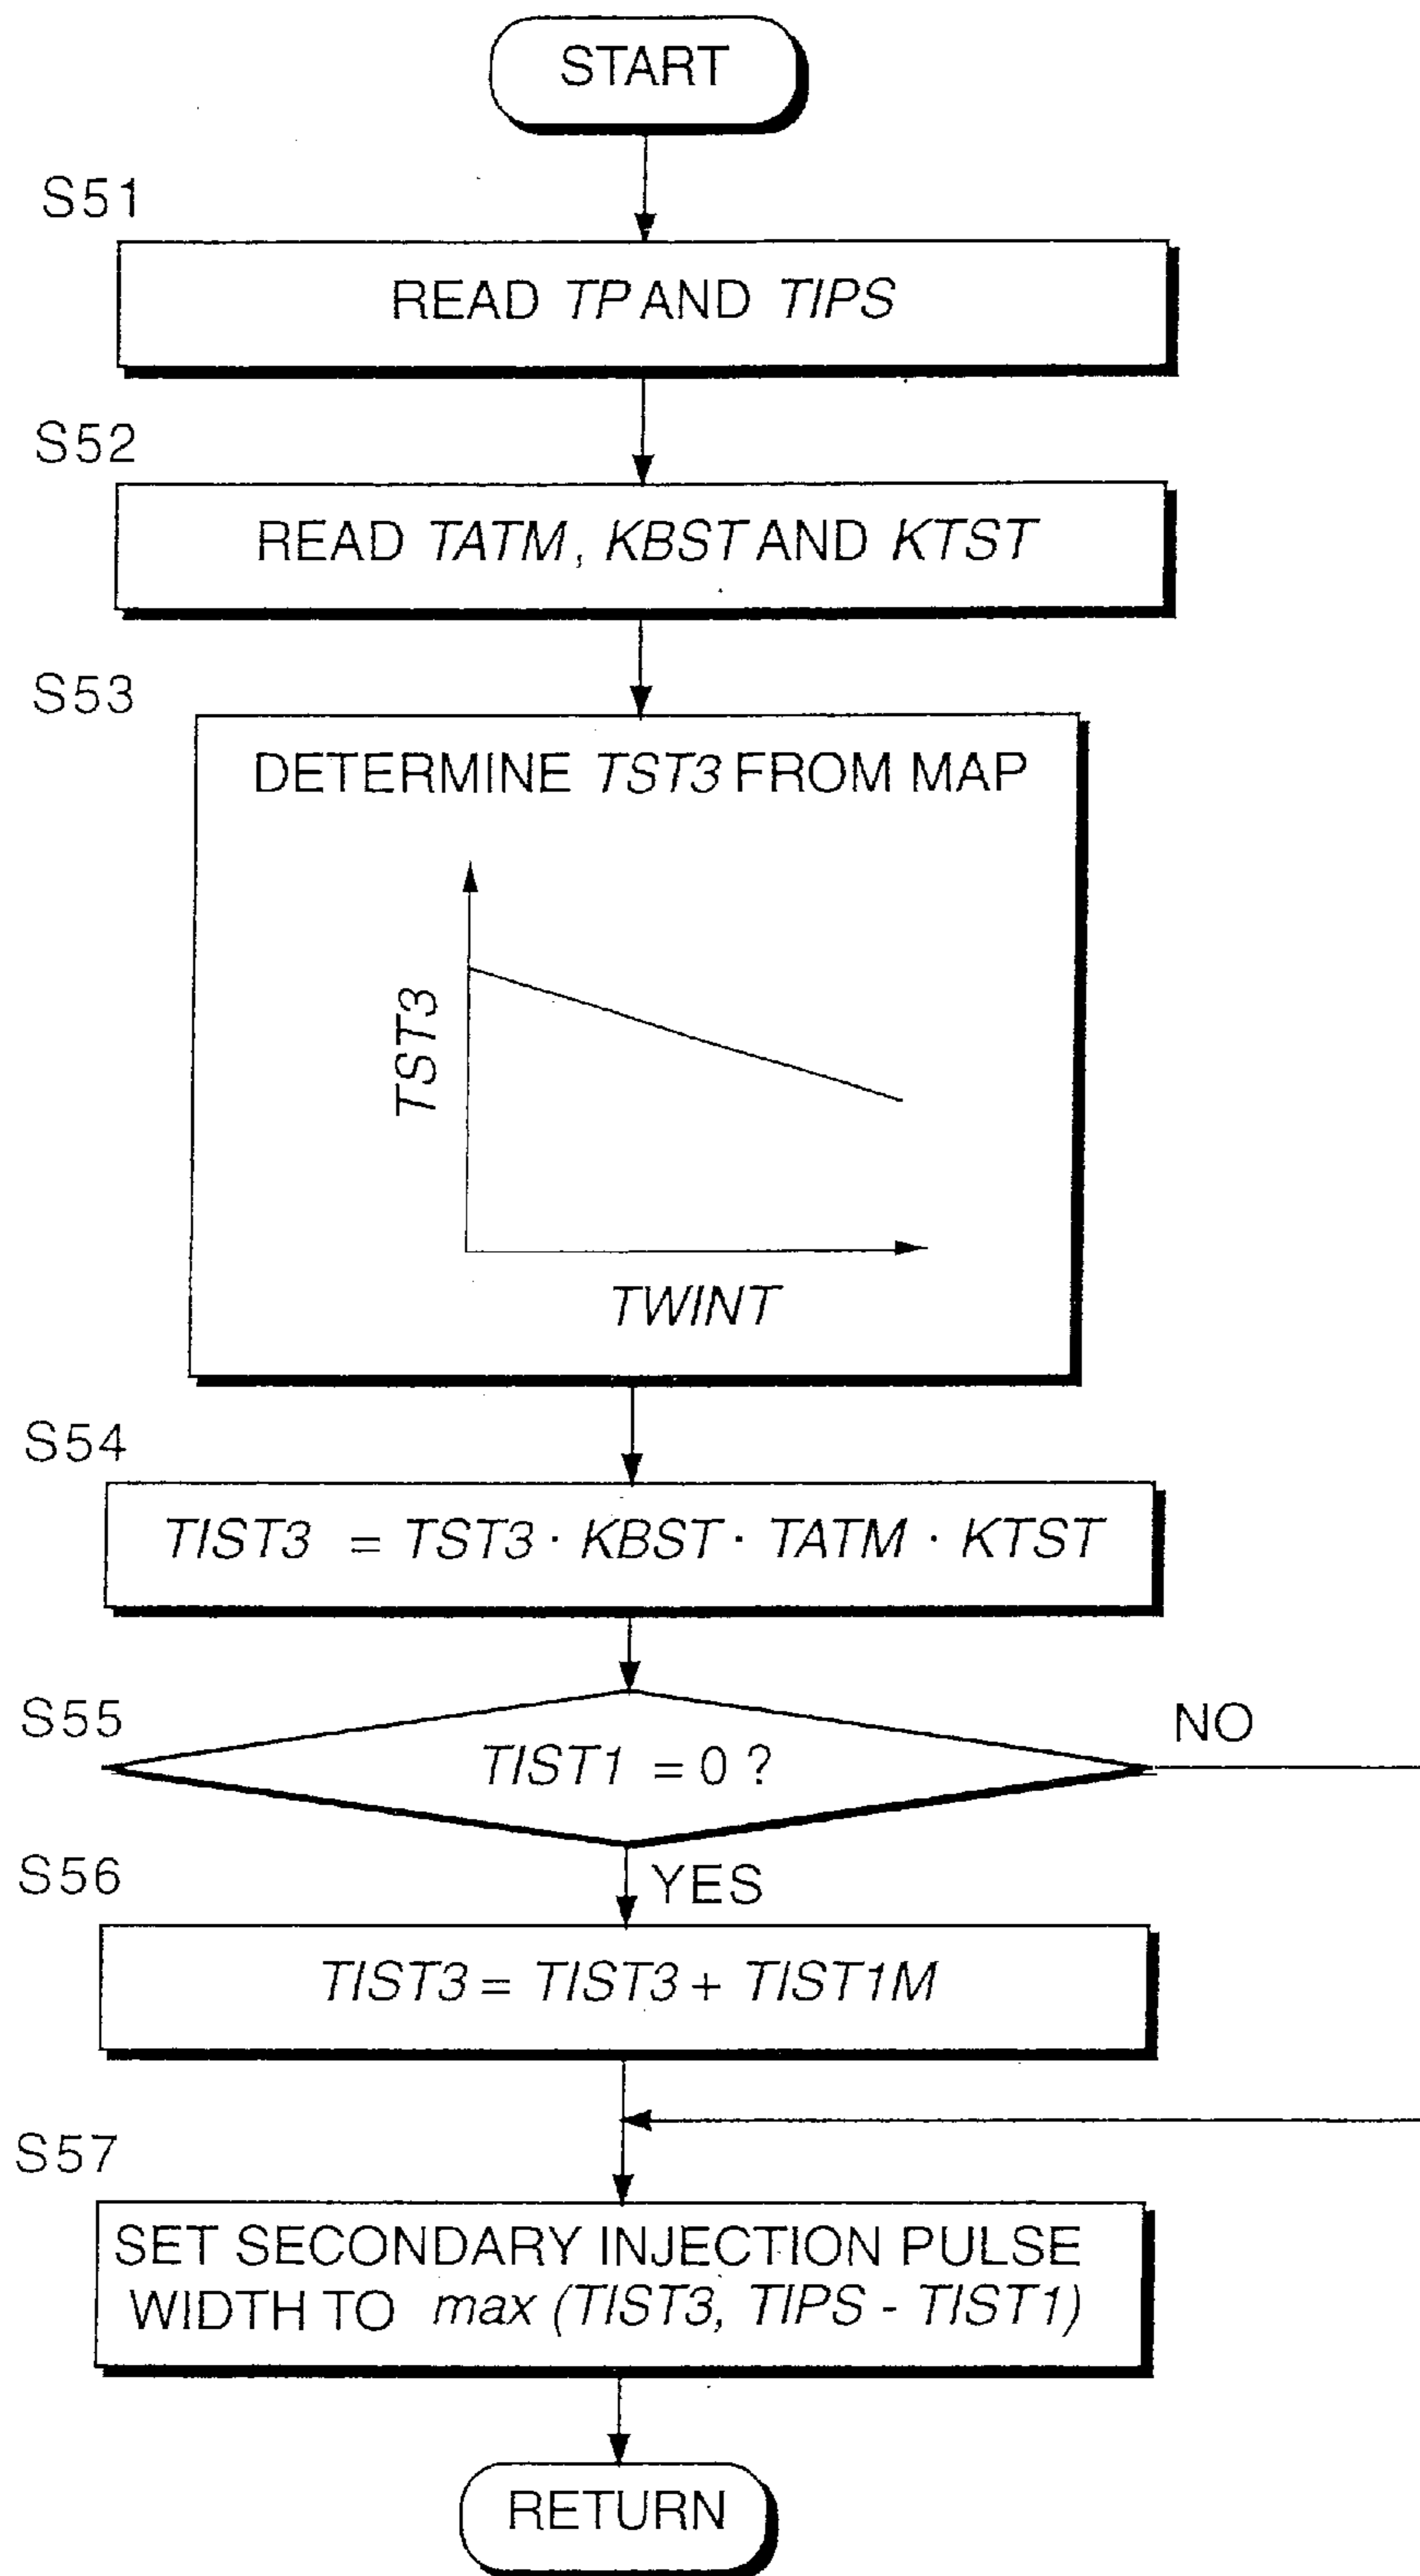 START
S51
READ TP AND TIPS
S52
READ TATM, KBST AND KTST
S53
DETERMINE TST3 FROM MAP
TST3
TWINT
S54
TIST3 = TST3 · KBST · TATM · KTST
S55
TIST1 = 0 ?
NO
YES
S56
TIST3 = TIST3 + TIST1M
S57
SET SECONDARY INJECTION PULSE
WIDTH TO max (TIST3, TIPS - TIST1)
RETURN